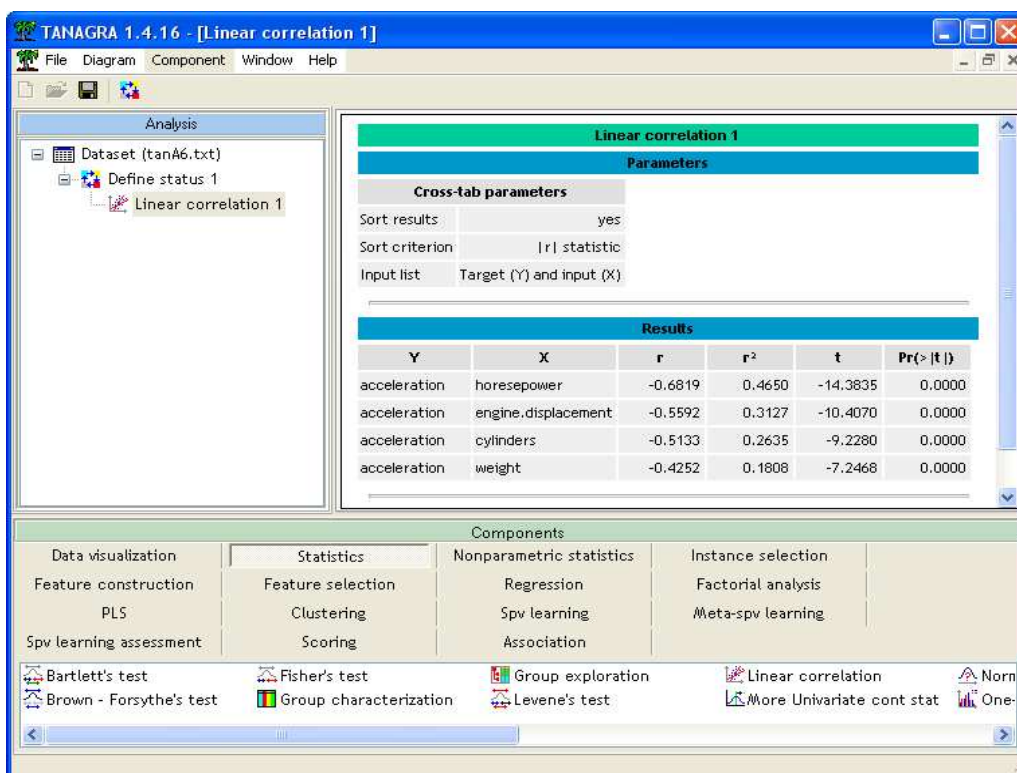 TANAGRA 1.4.16 - [Linear correlation 1]
File Diagram Component Window Help
Analysis
Dataset (tanA6.txt)
Define status 1
Linear correlation 1
Linear correlation 1
Parameters
Cross-tab parameters
Sort results yes
Sort criterion |r| statistic
Input list Target (Y) and input (X)
Results
Y X r r² t Pr(>|t|)
acceleration horesepower -0.6819 0.4650 -14.3835 0.0000
acceleration engine.displacement -0.5592 0.3127 -10.4070 0.0000
acceleration cylinders -0.5133 0.2635 -9.2280 0.0000
acceleration weight -0.4252 0.1808 -7.2468 0.0000
Components
Data visualization Statistics Nonparametric statistics Instance selection
Feature construction Feature selection Regression Factorial analysis
PLS Clustering Spv learning Meta-spv learning
Spv learning assessment Scoring Association
Bartlett's test Fisher's test Group exploration Linear correlation
Brown - Forsythe's test Group characterization Levene's test More Univariate cont stat One-